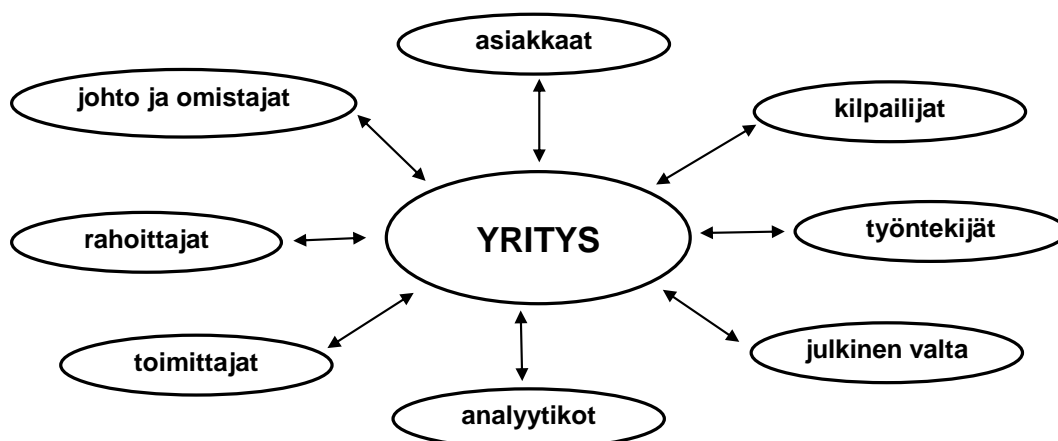 asiakkaat
johto ja omistajat
kilpailijat
rahoittajat
YRITYS
työntekijät
toimittajat
julkinen valta
analyytikot